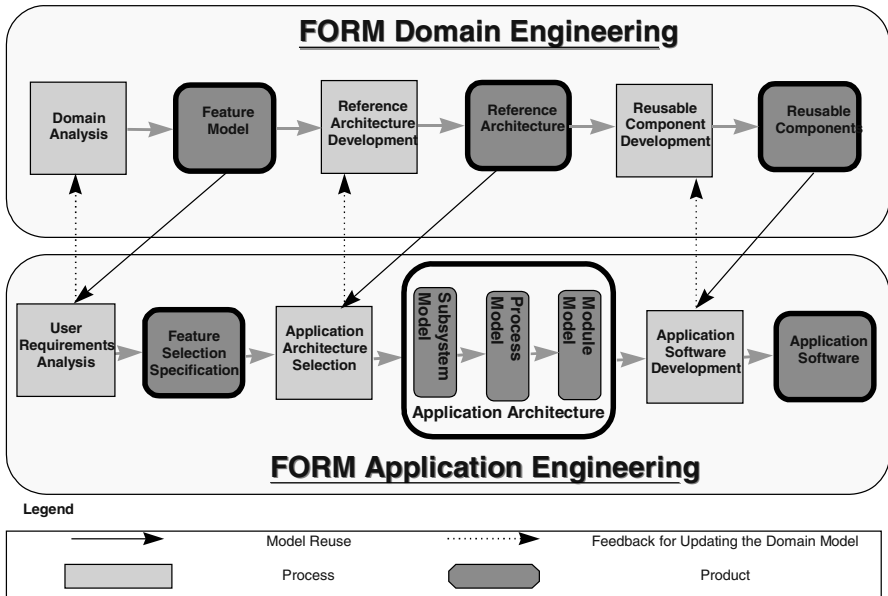 FORM Domain Engineering
Domain
Analysis
Feature
Model
Reference
Architecture
Development
Reference
Architecture
Reusable
Component
Development
Reusable
Components
User
Requirements
Analysis
Feature
Selection
Specification
Application
Architecture
Selection
Subsystem
Model
Process
Model
Module
Model
Application Architecture
Application
Software
Development
Application
Software
FORM Application Engineering
Legend
Model Reuse
Feedback for Updating the Domain Model
Process
Product